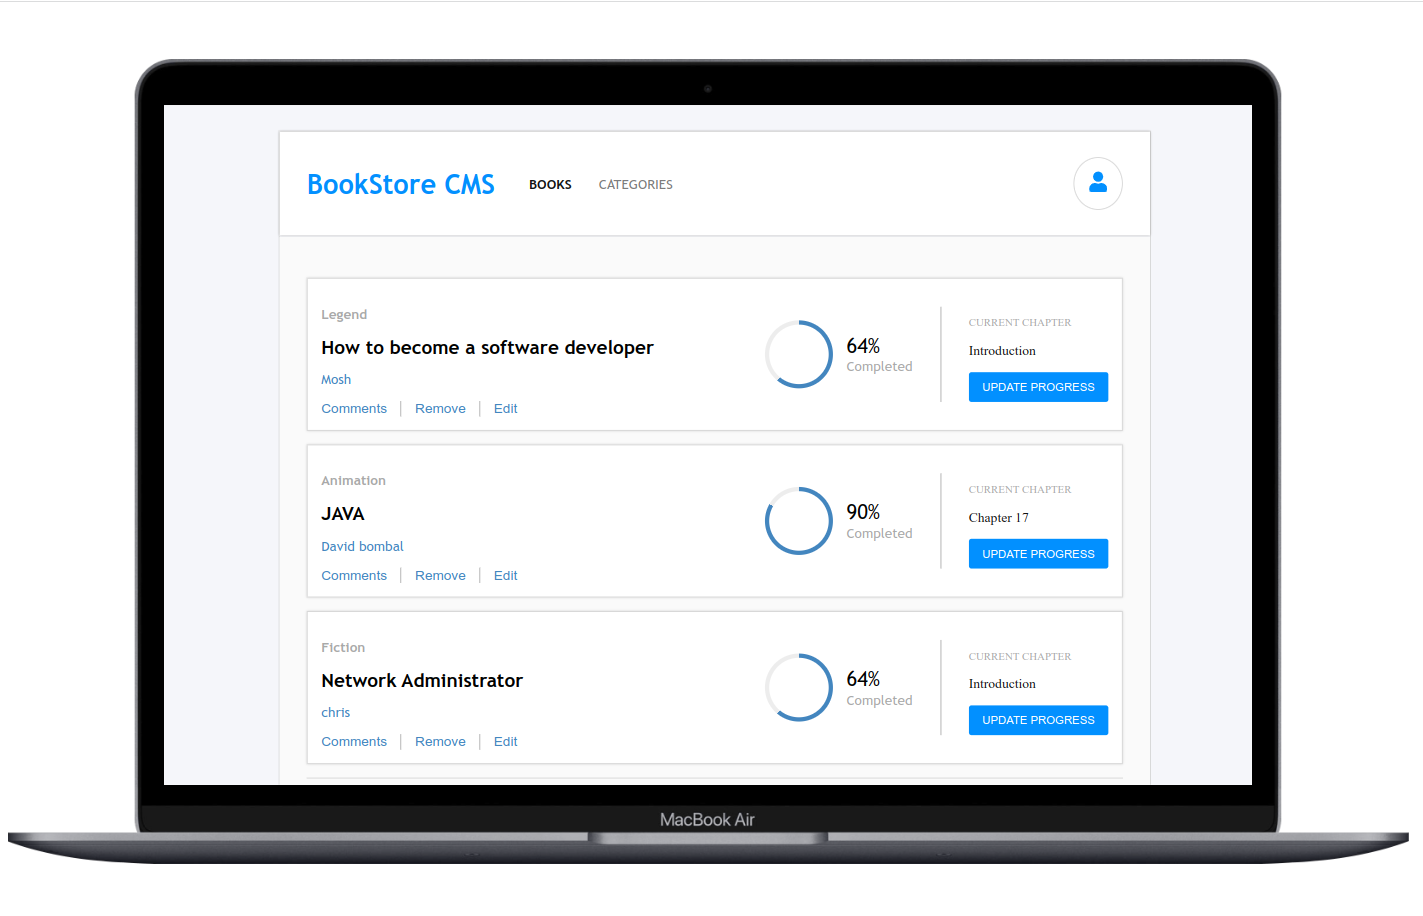 BookStore CMS BOOKS CATEGORIES
Legend
How to become a software developer
Mosh
Comments Remove Edit
64%
Completed
CURRENT CHAPTER
Introduction
UPDATE PROGRESS
Animation
JAVA
David bombal
Comments Remove Edit
90%
Completed
CURRENT CHAPTER
Chapter 17
UPDATE PROGRESS
Fiction
Network Administrator
chris
Comments Remove Edit
64%
Completed
CURRENT CHAPTER
Introduction
UPDATE PROGRESS
MacBook Air